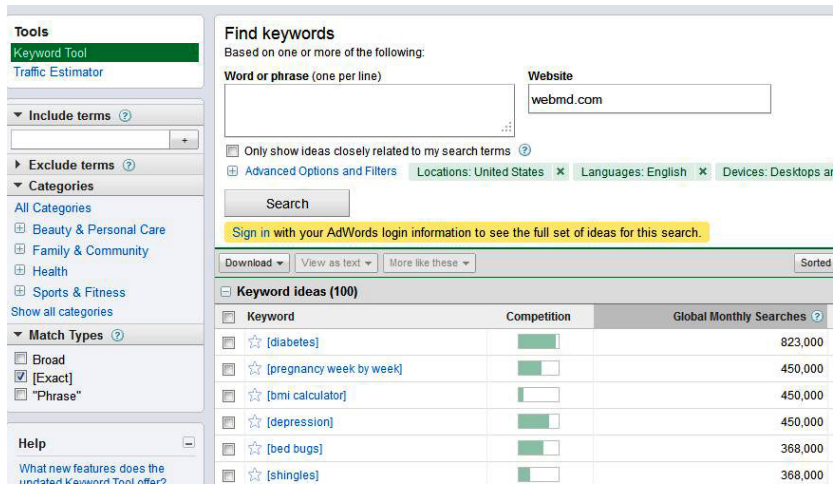 Tools
Keyword Tool
Traffic Estimator
Include terms
+
Exclude terms
Categories
All Categories
Beauty & Personal Care
Family & Community
Health
Sports & Fitness
Show all categories
Match Types
Broad
[Exact]
"Phrase"
Help
What new features does the
updated Keyword Tool offer?
Find keywords
Based on one or more of the following:
Word or phrase (one per line) Website
webmd.com
Only show ideas closely related to my search terms
Advanced Options and Filters Locations: United States × Languages: English × Devices: Desktops
Search
Sign in with your AdWords login information to see the full set of ideas for this search.
Download View as text More like these Sorted
Keyword ideas (100)
Keyword Competition Global Monthly Searches
[diabetes] 823,000
[pregnancy week by week] 450,000
[bmi calculator] 450,000
[depression] 450,000
[bed bugs] 368,000
[shingles] 368,000